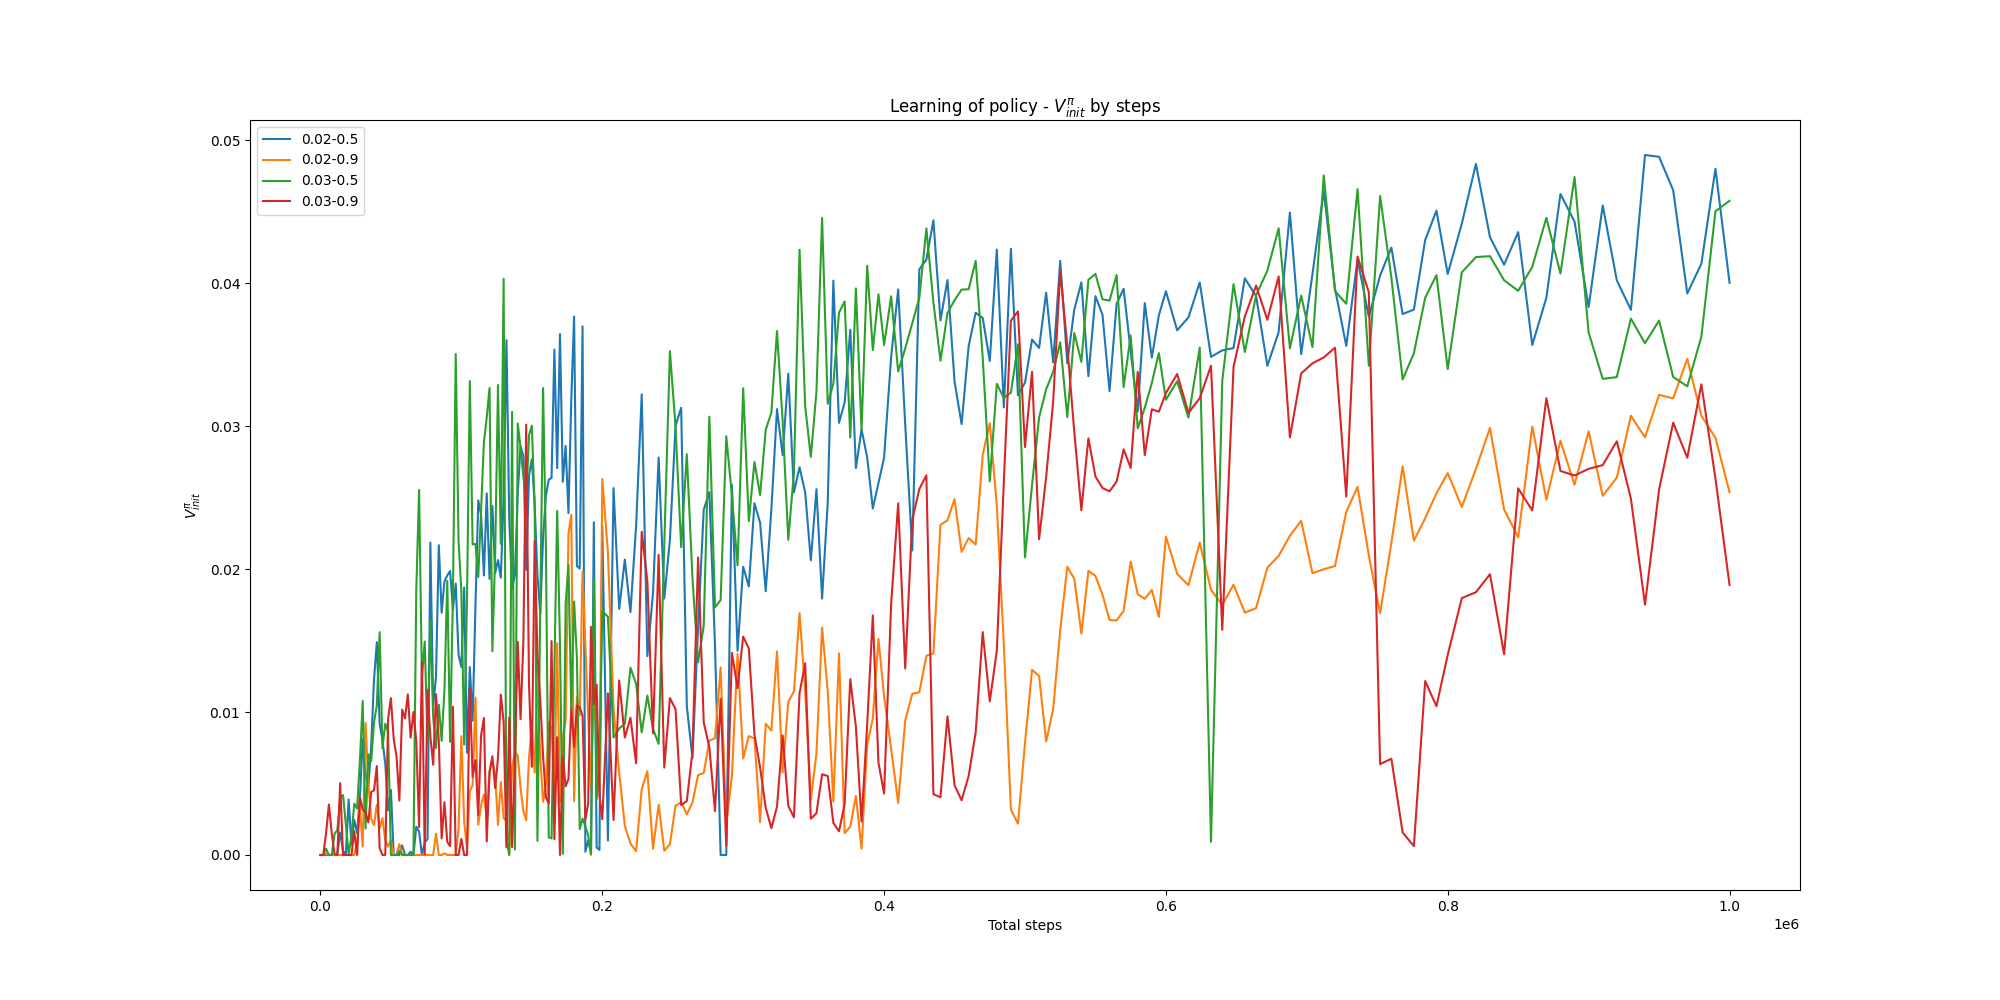 Learning of policy - $V^{\pi}_{init}$ by steps
0.02-0.5
0.02-0.9
0.03-0.5
0.03-0.9
0.05
0.04
0.03
0.02
0.01
0.00
$V^{\pi}_{init}$
0.0 0.2 0.4 0.6 0.8 1.0
Total steps
1e6